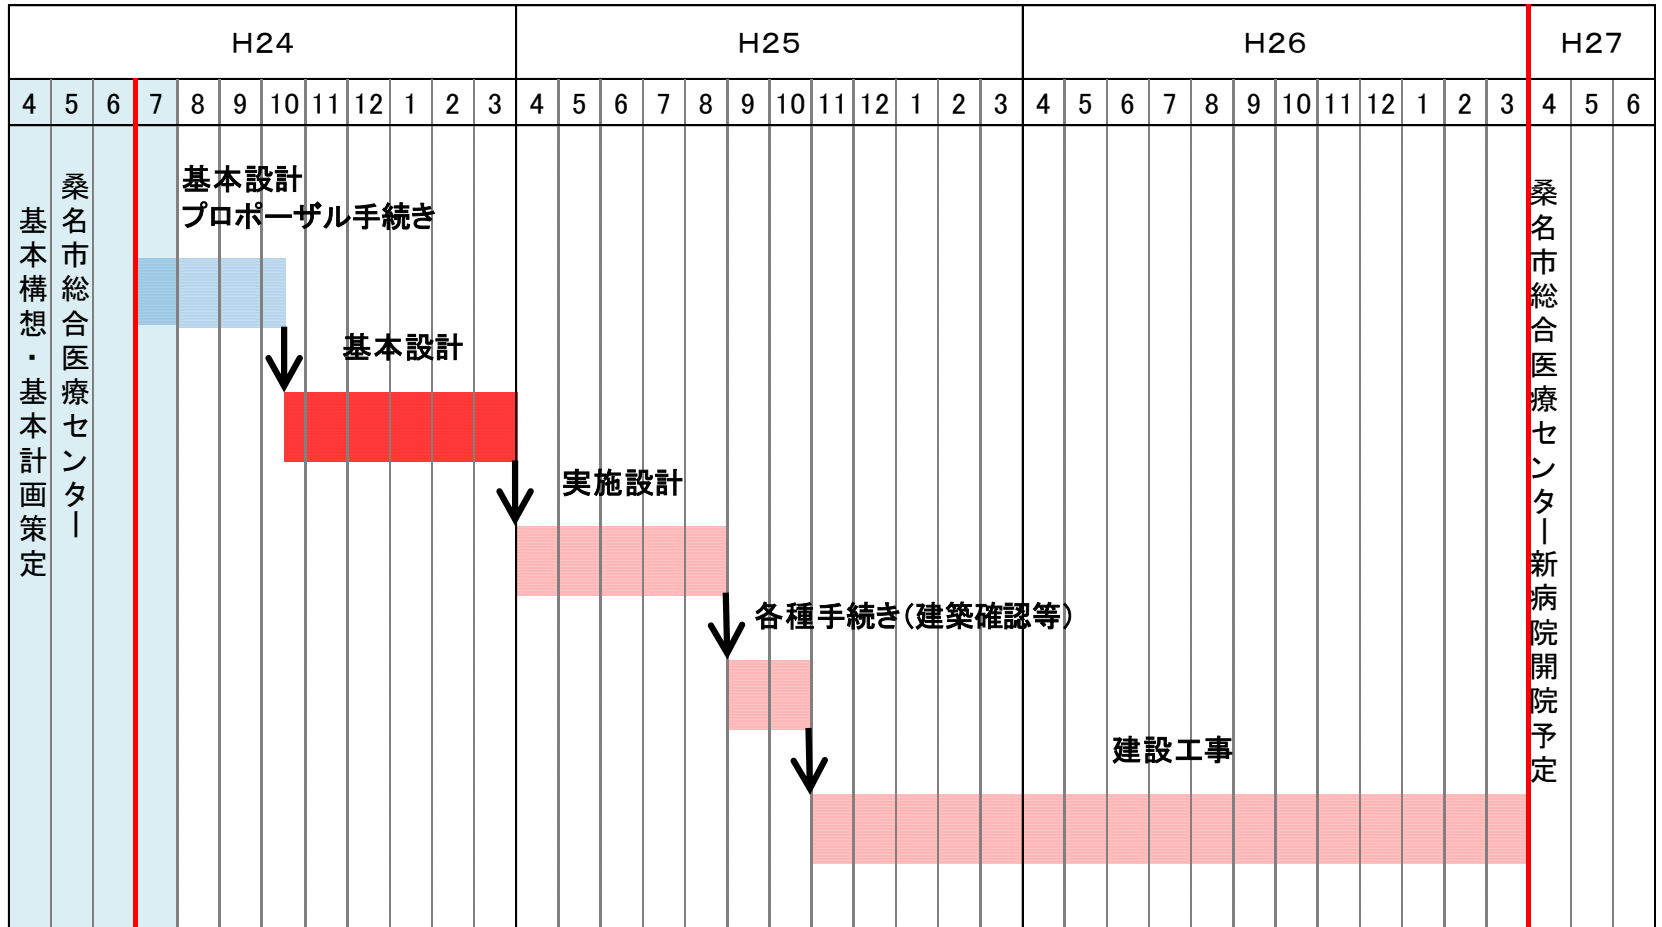 H24 H25 H26 H27
4 5 6 7 8 9 10 11 12 1 2 3 4 5 6 7 8 9 10 11 12 1 2 3 4 5 6 7 8 9 10 11 12 1 2 3 4 5 6
桑名市総合医療センター
基本構想・基本計画策定
基本設計
プロポーザル手続き
基本設計
実施設計
各種手続き(建築確認等)
建設工事
桑名市総合医療センター新病院開院予定